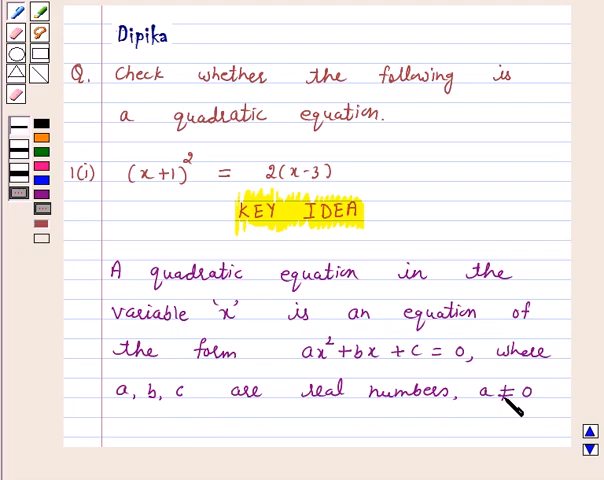 Dipika
Q. Check whether the following is
a quadratic equation.
1(i) (x+1)² = 2(x-3)
KEY IDEA
A quadratic equation in the
variable 'x' is an equation of
the form ax²+bx+c=0, where
a, b, c are real numbers, a≠0